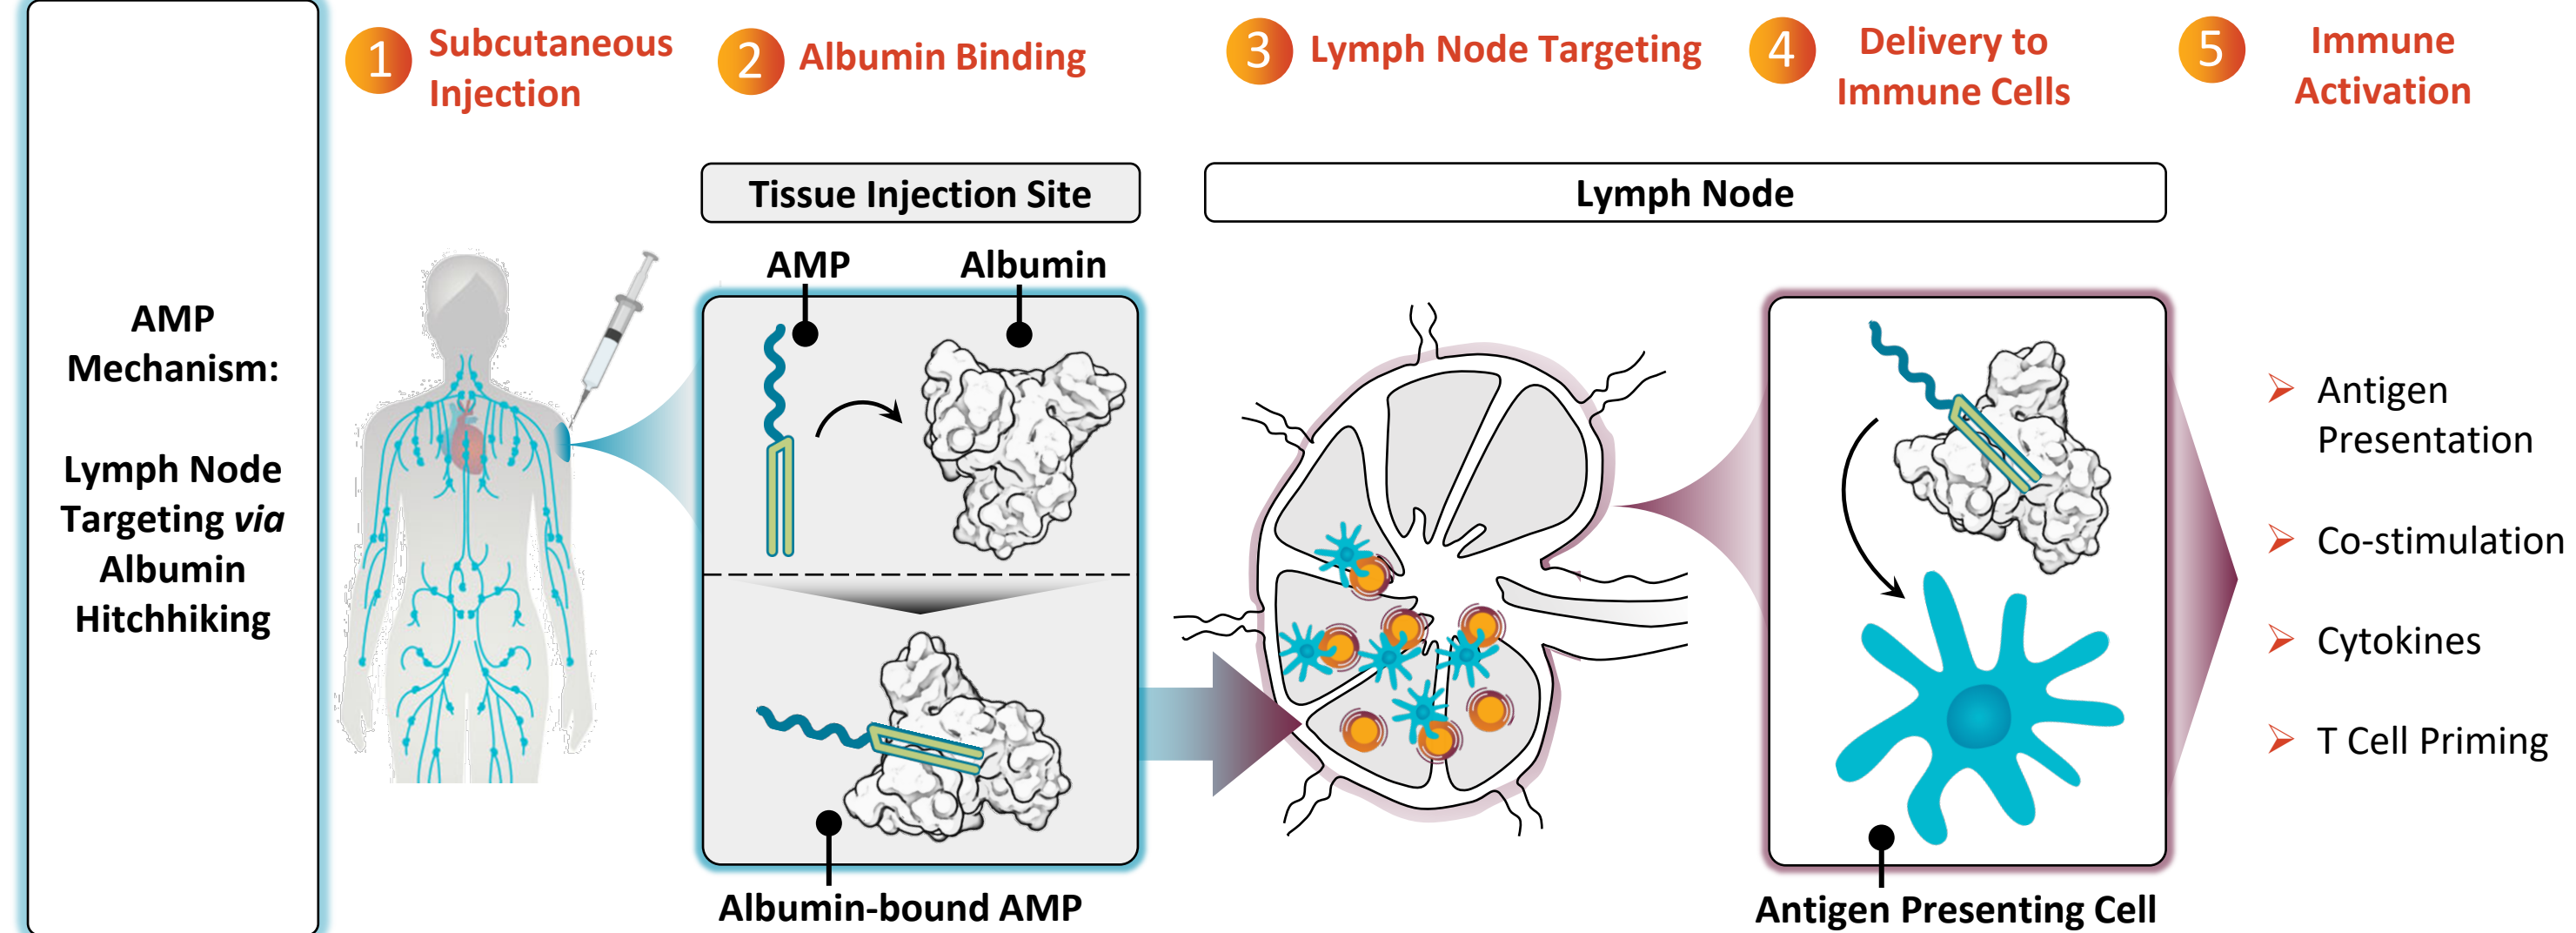 AMP
Mechanism:
Lymph Node
Targeting via
Albumin
Hitchhiking
1
Subcutaneous
Injection
2
Albumin Binding
3
Lymph Node Targeting
4
Delivery to
Immune Cells
5
Immune
Activation
Tissue Injection Site
Lymph Node
AMP
Albumin
Albumin-bound AMP
Antigen Presenting Cell
Antigen
Presentation
Co-stimulation
Cytokines
T Cell Priming